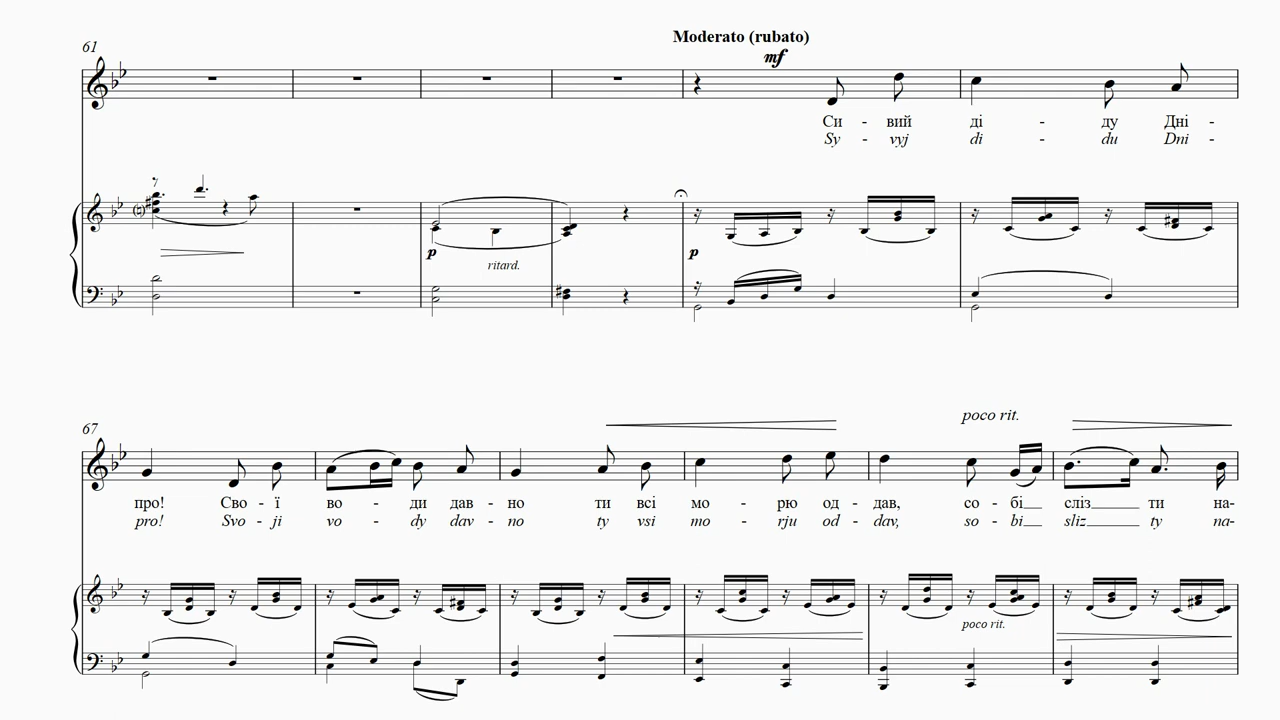 61
Moderato (rubato)
mf
Си - вий ді - ду Дні -
Sy - vyj di - du Dni -
p
p
ritard.
67
poco rit.
про! Сво - ї во - ди дав - но ти всі мо - рю од - дав, со - бі сліз ти на-
pro! Svo - ji vo - dy dav - no ty vsi mo - rju od - dav, so - bi sliz ty na-
poco rit.